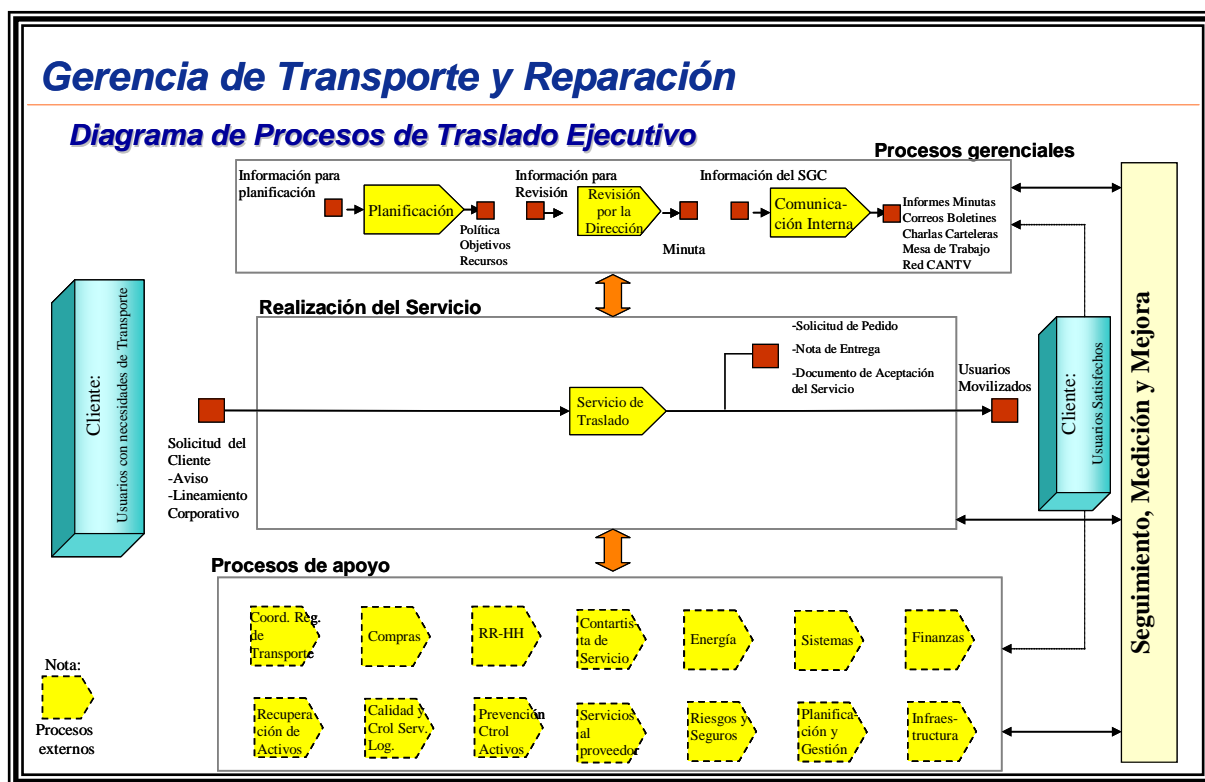 Gerencia de Transporte y Reparación
Diagrama de Procesos de Traslado Ejecutivo
Procesos gerenciales
Información para
planificación
Planificación
Política
Objetivos
Recursos
Información para
Revisión
Revisión
por la
Dirección
Minuta
Información del SGC
Comunica-
ción Interna
Informes Minutas
Correos Boletines
Charlas Carteleras
Mesa de Trabajo
Red CANTV
Cliente:
Usuarios con necesidades de Transporte
Realización del Servicio
Solicitud del
Cliente
-Aviso
-Lineamiento
Corporativo
Servicio de
Traslado
-Solicitud de Pedido
-Nota de Entrega
-Documento de Aceptación
del Servicio
Usuarios
Movilizados
Cliente:
Usuarios Satisfechos
Seguimiento, Medición y Mejora
Procesos de apoyo
Coord. Reg.
de
Transporte
Compras
RR-HH
Contartis-
ta de
Servicio
Energía
Sistemas
Finanzas
Recupera-
ación de
Activos
Calidad y
Crol Serv.
Log.
Prevención
Ctrol
Activos
Servicios
al
proveedor
Riesgos y
Seguros
Planifica-
ción y
Gestión
Infraes-
tructura
Nota:
Procesos
externos